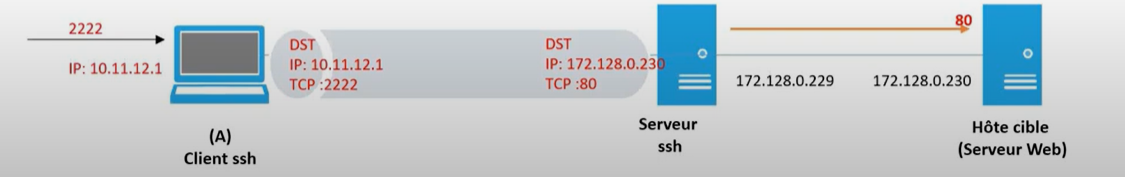 2222
IP: 10.11.12.1
(A)
Client ssh
DST
IP: 10.11.12.1
TCP :2222
DST
IP: 172.128.0.230
TCP :80
Serveur
ssh
80
172.128.0.229
172.128.0.230
Hôte cible
(Serveur Web)